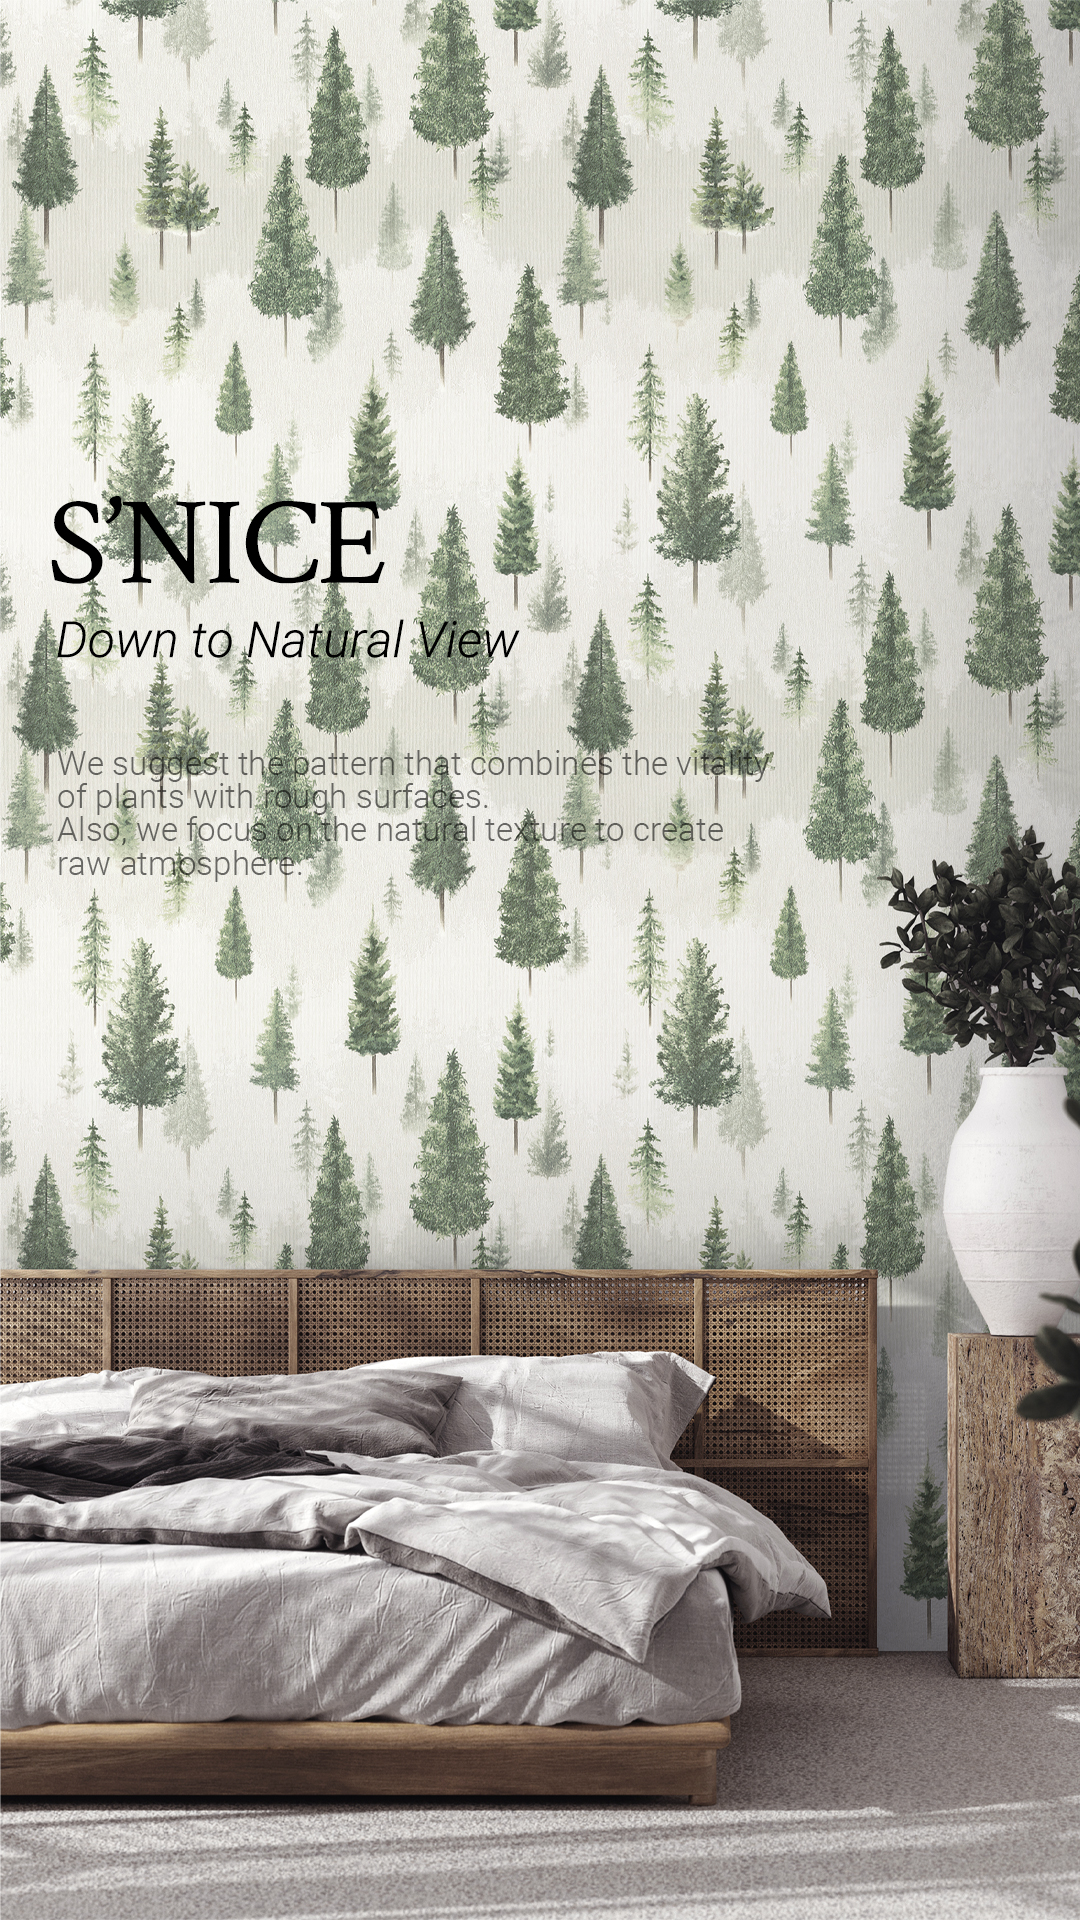 S’NICE
Down to Natural View
We suggest the pattern that combines the vitality
of plants with rough surfaces.
Also, we focus on the natural texture to create
raw atmosphere.